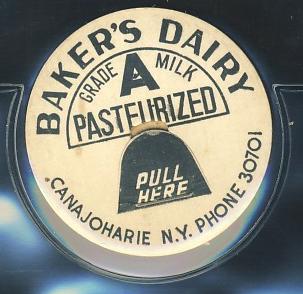 BAKER'S DAIRY
GRADE A MILK
PASTEURIZED
PULL
HERE
CANAJOHARIE N.Y. PHONE 30701